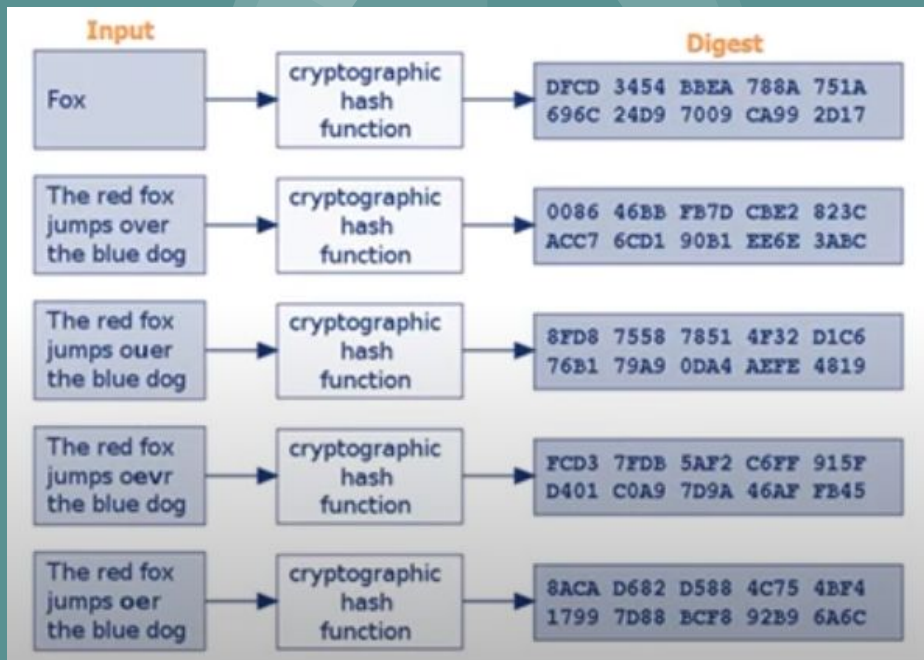 Input
Digest
Fox
cryptographic
hash
function
DFCD 3454 BBEA 788A 751A
696C 24D9 7009 CA99 2D17
The red fox
jumps over
the blue dog
cryptographic
hash
function
0086 46BB FB7D CBE2 823C
ACC7 6CD1 90B1 EE6E 3ABC
The red fox
jumps ouer
the blue dog
cryptographic
hash
function
8FD8 7558 7851 4F32 D1C6
76B1 79A9 0DA4 AEFE 4819
The red fox
jumps oevr
the blue dog
cryptographic
hash
function
FCD3 7FDB 5AF2 C6FF 915F
D401 C0A9 7D9A 46AF FB45
The red fox
jumps oer
the blue dog
cryptographic
hash
function
8ACA D682 D588 4C75 4BF4
1799 7D88 BCF8 92B9 6A6C